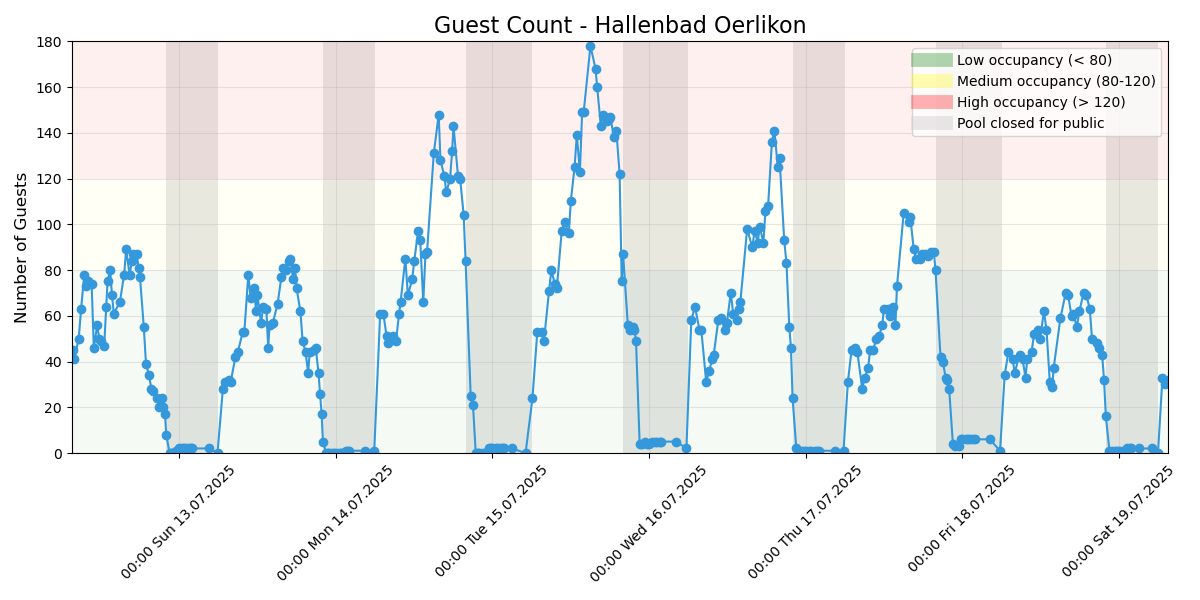 Guest Count - Hallenbad Oerlikon
Number of Guests
180
160
140
120
100
80
60
40
20
0
Low occupancy (< 80)
Medium occupancy (80-120)
High occupancy (> 120)
Pool closed for public
00:00 Sun 13.07.2025
00:00 Mon 14.07.2025
00:00 Tue 15.07.2025
00:00 Wed 16.07.2025
00:00 Thu 17.07.2025
00:00 Fri 18.07.2025
00:00 Sat 19.07.2025